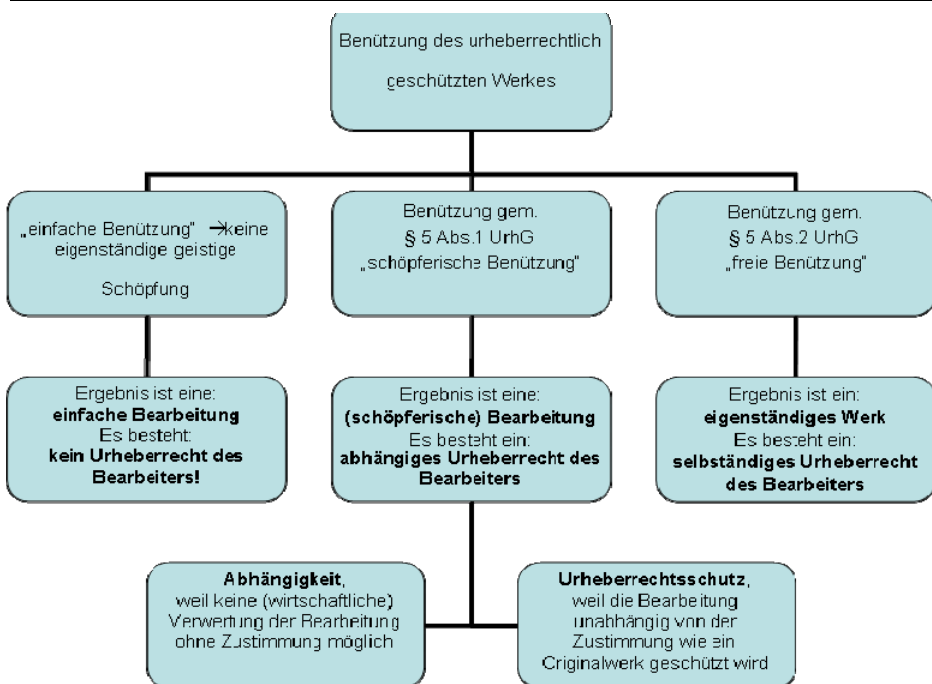 Benützung des urheberrechtlich
geschützten Werkes
„einfache Benützung" →keine
eigenständige geistige
Schöpfung
Benützung gem.
§ 5 Abs.1 UrhG
„schöpferische Benützung"
Benützung gem.
§ 5 Abs.2 UrhG
„freie Benützung"
Ergebnis ist eine:
einfache Bearbeitung
Es besteht:
kein Urheberrecht des
Bearbeiters!
Ergebnis ist eine:
(schöpferische) Bearbeitung
Es besteht ein:
abhängiges Urheberrecht des
Bearbeiters
Ergebnis ist ein:
eigenständiges Werk
Es besteht ein:
selbständiges Urheberrecht
des Bearbeiters
Abhängigkeit,
weil keine (wirtschaftliche)
Verwertung der Bearbeitung
ohne Zustimmung möglich
Urheberrechtsschutz,
weil die Bearbeitung
unabhängig von der
Zustimmung wie ein
Originalwerk geschützt wird